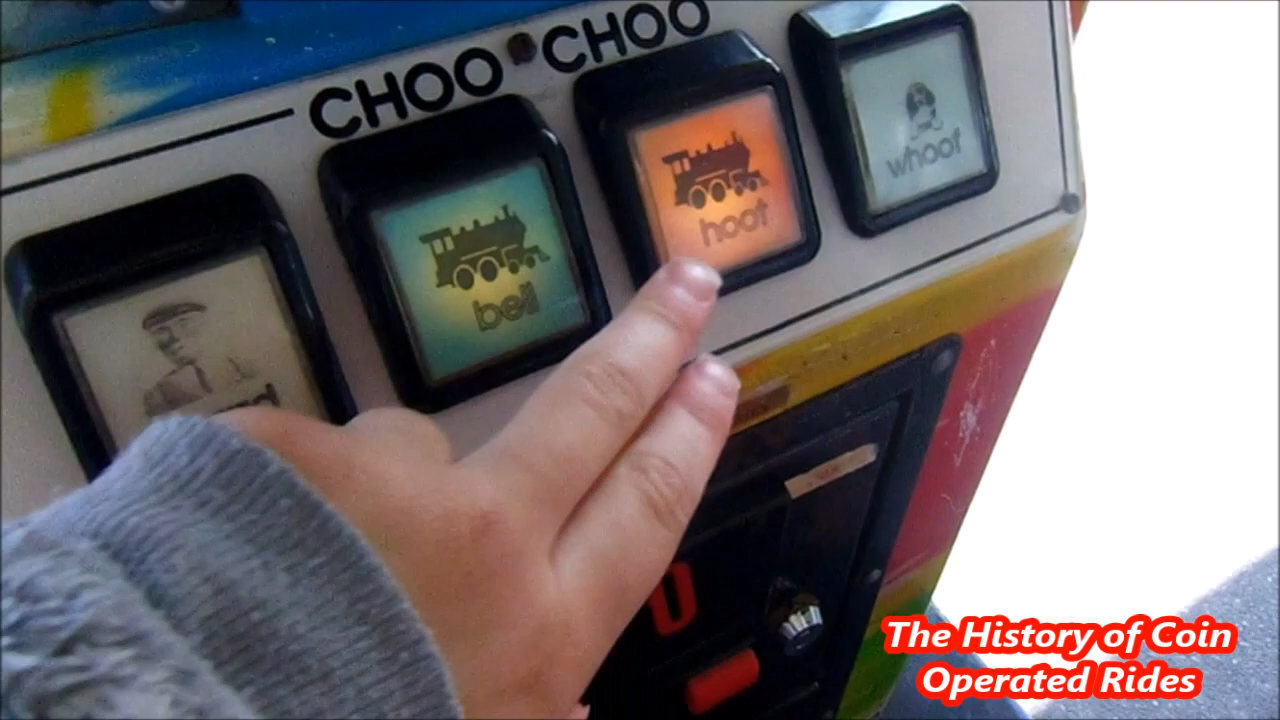 CHOO CHOO
bell
hoot
whoof
The History of Coin
Operated Rides